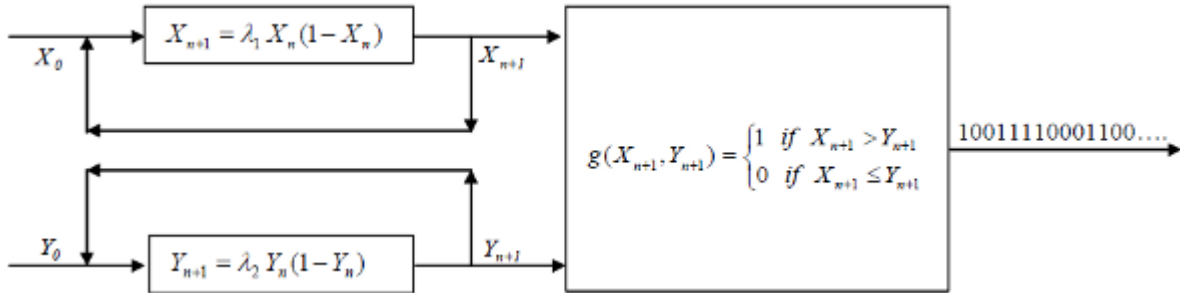 X_{n+1} = λ_1 X_n (1 − X_n)
X_0
X_{n+1}
g(X_{n+1}, Y_{n+1}) = { 1 if X_{n+1} > Y_{n+1}
0 if X_{n+1} ≤ Y_{n+1}
10011110001100....
Y_0
Y_{n+1} = λ_2 Y_n (1 − Y_n)
Y_{n+1}